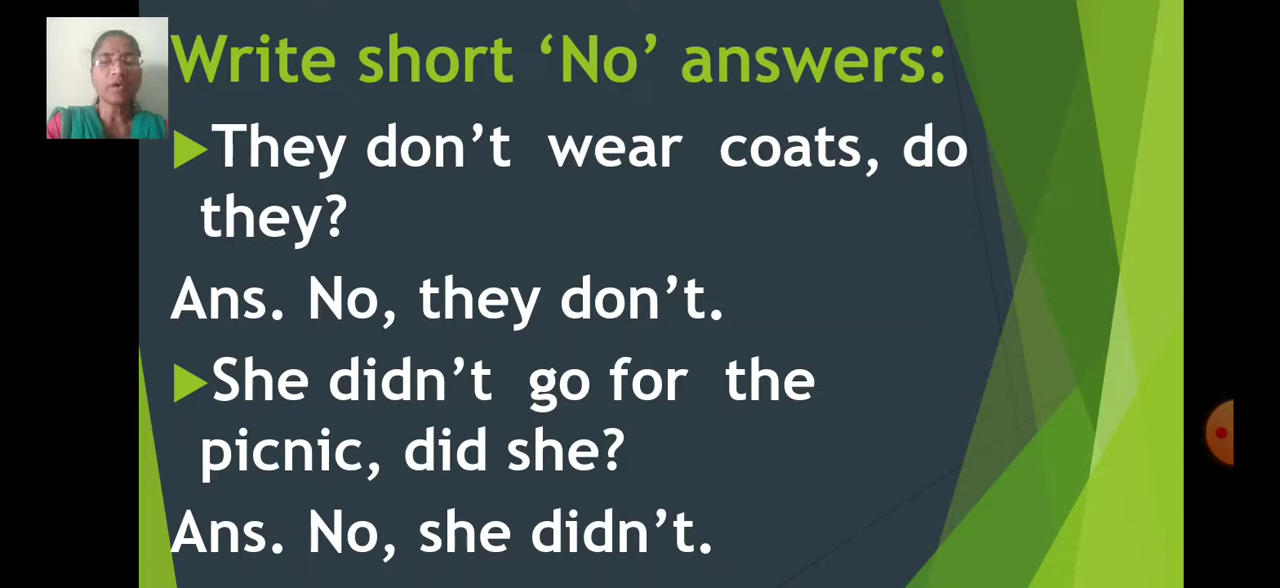 Write short ‘No’ answers:
They don’t wear coats, do
they?
Ans. No, they don’t.
She didn’t go for the
picnic, did she?
Ans. No, she didn’t.